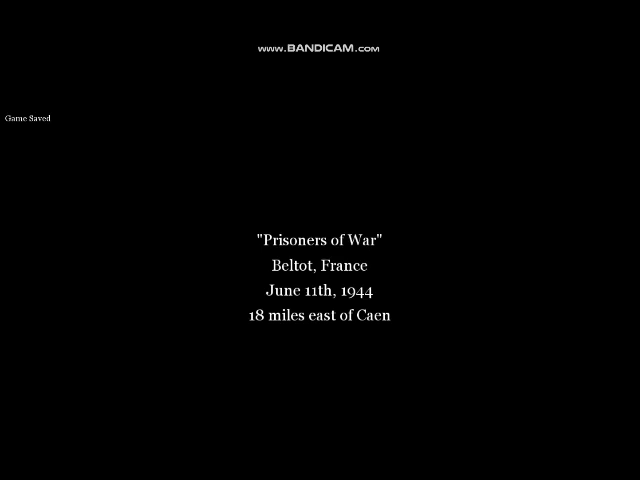 www.BANDICAM.com
Game Saved
"Prisoners of War"
Beltot, France
June 11th, 1944
18 miles east of Caen